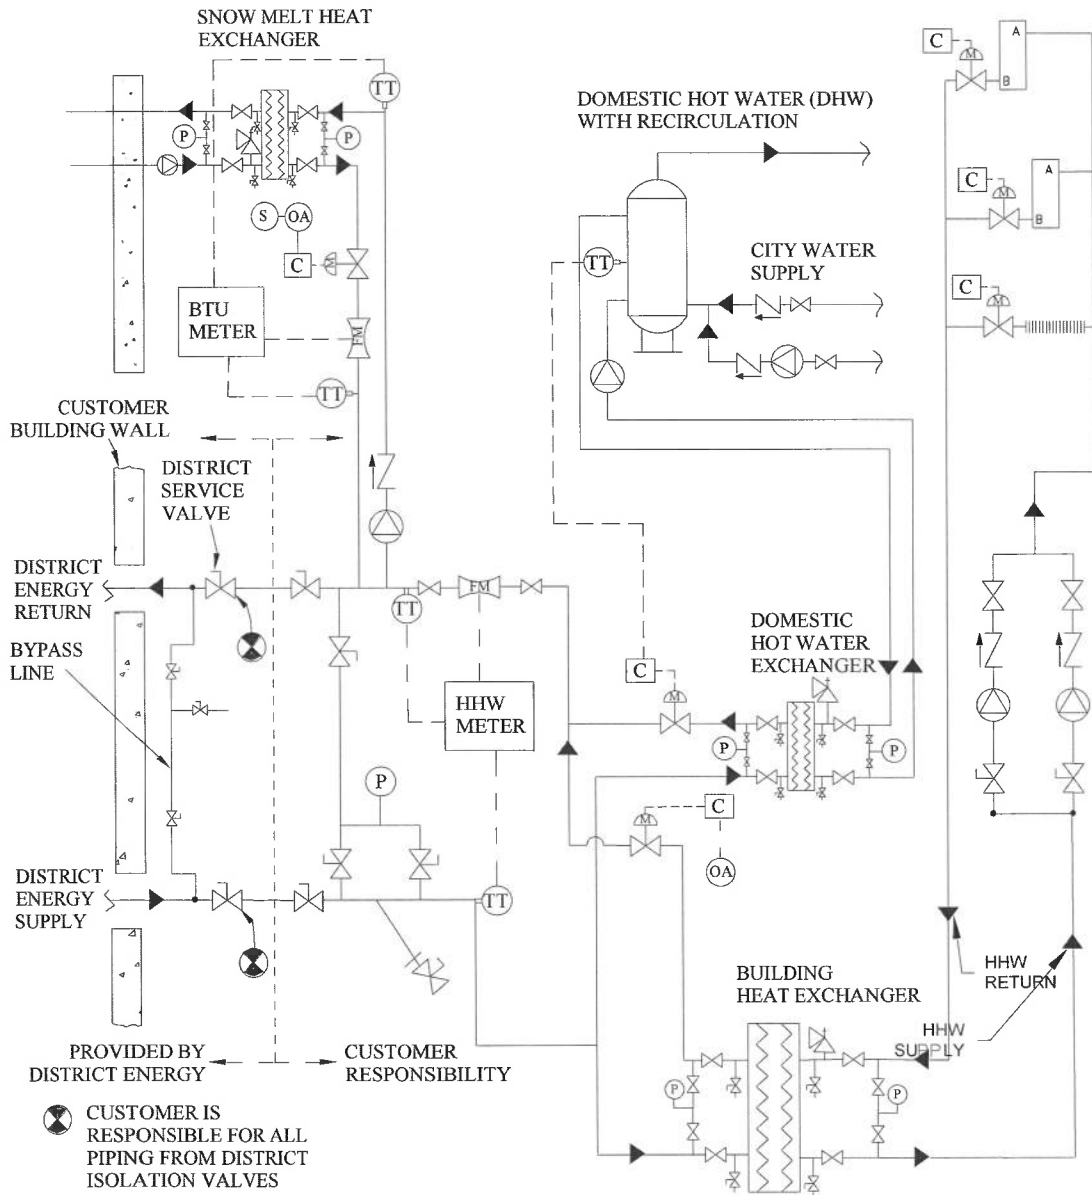 SNOW MELT HEAT
EXCHANGER
TT
P
P
S
OA
C
M
BTU
METER
FM
TT
C
M
A
B
C
M
A
B
C
M
DOMESTIC HOT WATER (DHW)
WITH RECIRCULATION
TT
CITY WATER
SUPPLY
CUSTOMER
BUILDING WALL
DISTRICT
SERVICE
VALVE
DISTRICT
ENERGY
RETURN
BYPASS
LINE
FM
TT
HHW
METER
P
TT
DISTRICT
ENERGY
SUPPLY
C
M
DOMESTIC
HOT WATER
EXCHANGER
P
P
M
C
OA
HHW
RETURN
HHW
SUPPLY
BUILDING
HEAT EXCHANGER
P
P
PROVIDED BY
DISTRICT ENERGY
CUSTOMER
RESPONSIBILITY
CUSTOMER IS
RESPONSIBLE FOR ALL
PIPING FROM DISTRICT
ISOLATION VALVES